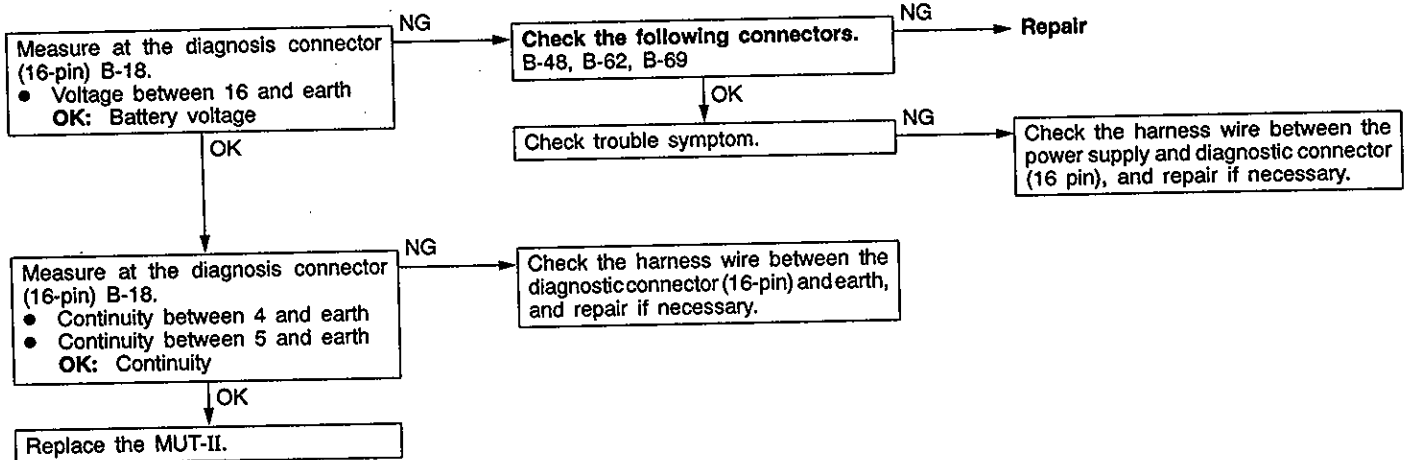 Measure at the diagnosis connector
(16-pin) B-18.
● Voltage between 16 and earth
OK: Battery voltage
NG
Check the following connectors.
B-48, B-62, B-69
NG
Repair
OK
Check trouble symptom.
NG
Check the harness wire between the
power supply and diagnostic connector
(16 pin), and repair if necessary.
OK
Measure at the diagnosis connector
(16-pin) B-18.
● Continuity between 4 and earth
● Continuity between 5 and earth
OK: Continuity
NG
Check the harness wire between the
diagnostic connector (16-pin) and earth,
and repair if necessary.
OK
Replace the MUT-II.